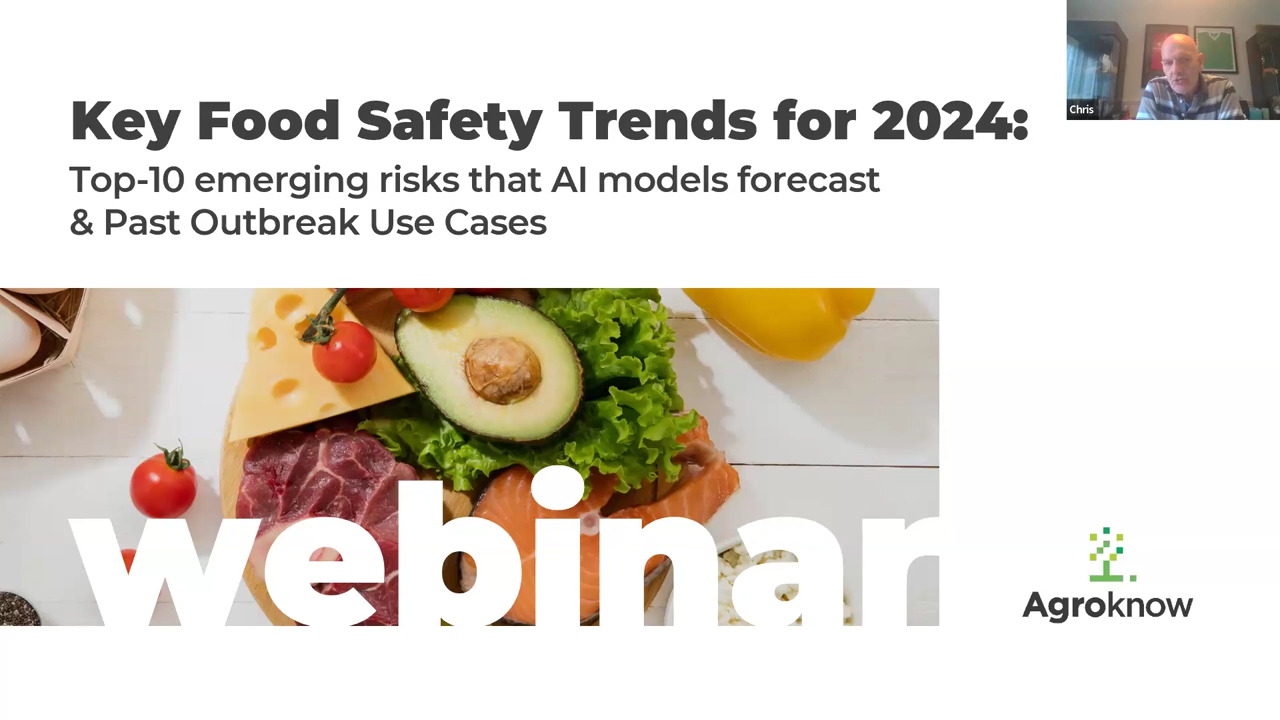 Key Food Safety Trends for 2024:
Top-10 emerging risks that AI models forecast
& Past Outbreak Use Cases
Chris
webinar
Agroknow